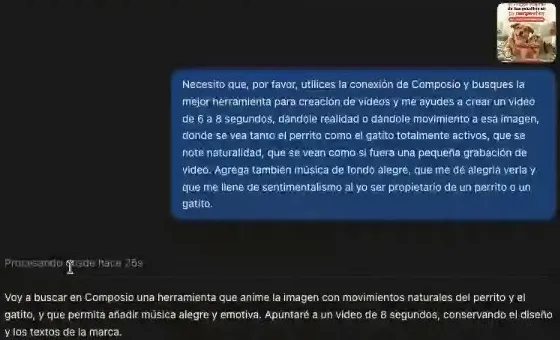 Necesito que, por favor, utilices la conexión de Composio y busques la
mejor herramienta para creación de videos y me ayudes a crear un video
de 6 a 8 segundos, dándole realidad o dándole movimiento a esa imagen,
donde se vea tanto el perrito como el gatito totalmente activos, que se
note naturalidad, que se vean como si fuera una pequeña grabación de
video. Agrega también música de fondo alegre, que me dé alegría verla y
que me llene de sentimentalismo al yo ser propietario de un perrito o un
gatito.
Procesando desde hace 26s
Voy a buscar en Composio una herramienta que anime la imagen con movimientos naturales del perrito y el
gatito, y que permita añadir música alegre y emotiva. Apuntaré a un video de 8 segundos, conservando el diseño
y los textos de la marca.